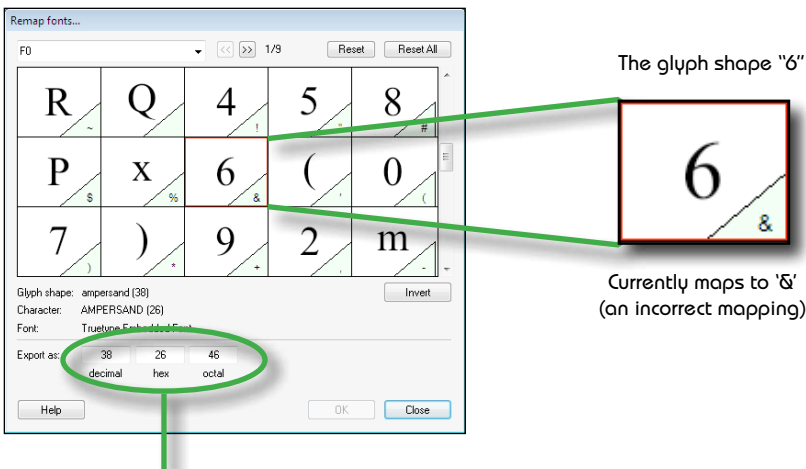 Remap fonts...
F0 << >> 1/9 Reset Reset All
R ~ Q 4 ! 5 " 8 #
P $ x % 6 & ( ' 0 (
7 ) ) * 9 + 2 , m -
Glyph shape: ampersand (38) Invert
Character: AMPERSAND (26)
Font: Truetype Embedded Font
Export as: 38 26 46
decimal hex octal
Help OK Close
The glyph shape "6"
6
&
Currently maps to '&'
(an incorrect mapping)